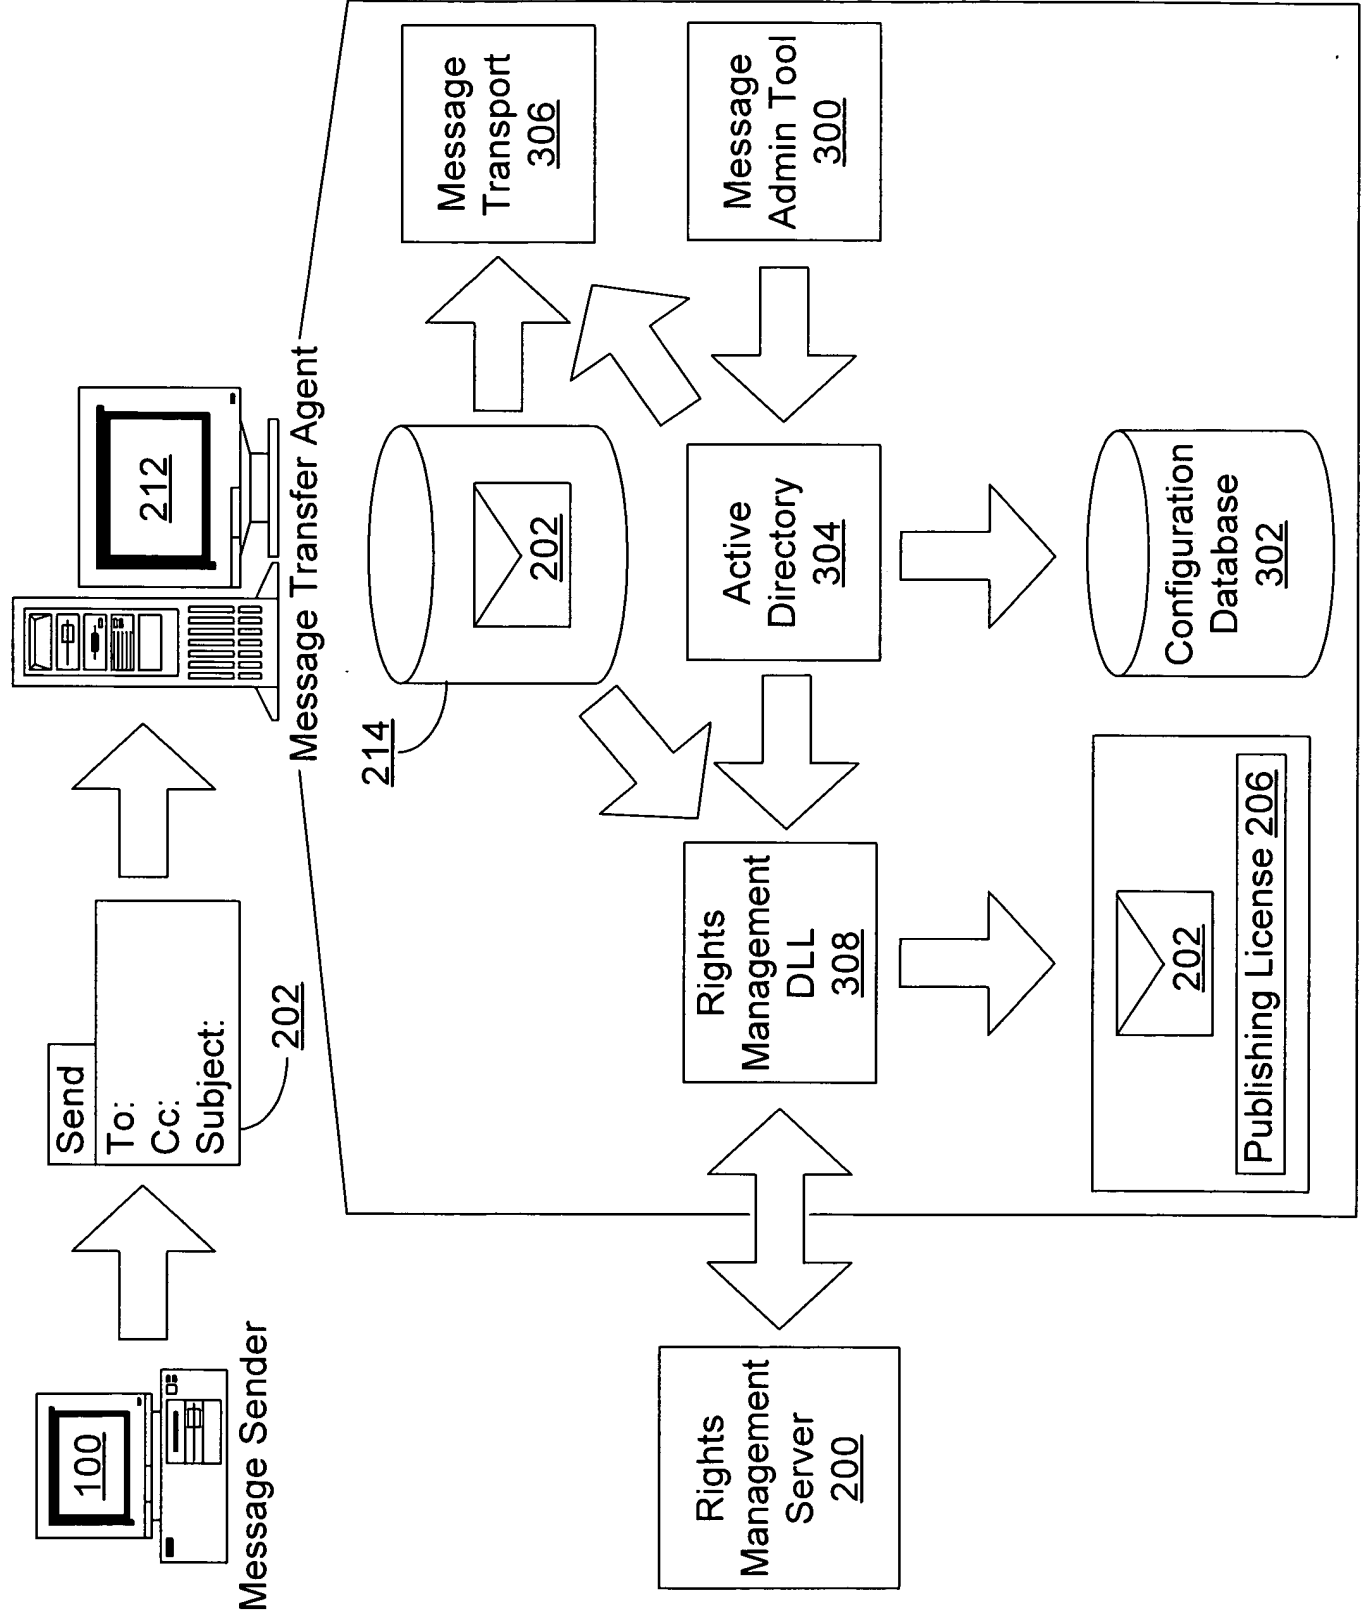 100
Message Sender
Send
To:
Cc:
Subject:
202
212
Message Transfer Agent
214
202
Message
Transport
306
Rights
Management
Server
200
Rights
Management
DLL
308
Active
Directory
304
Message
Admin Tool
300
202
Publishing License 206
Configuration
Database
302